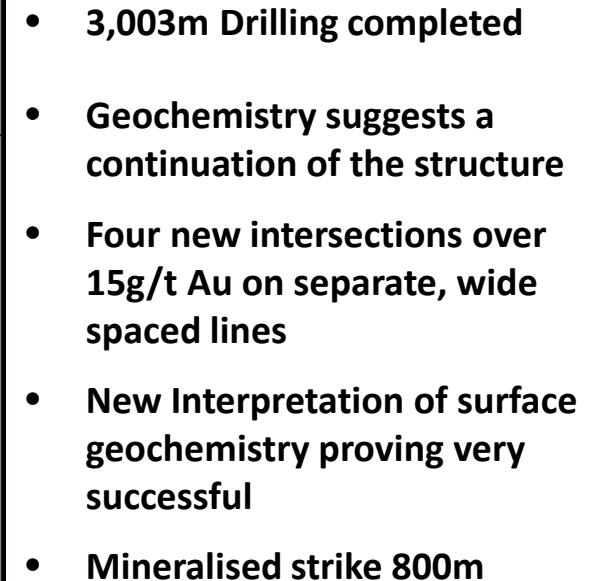 • 3,003m Drilling completed
• Geochemistry suggests a
continuation of the structure
• Four new intersections over
15g/t Au on separate, wide
spaced lines
• New Interpretation of surface
geochemistry proving very
successful
• Mineralised strike 800m